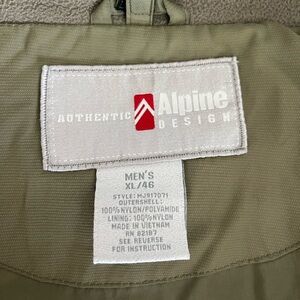 AUTHENTIC Alpine
DESIGN
MEN'S
XL/46
STYLE: MJ917071
OUTERSHELL:
100%NYLON/POLYAMIDE
LINING: 100%NYLON
MADE IN VIETNAM
RN 82187
SEE REVERSE
FOR INSTRUCTION